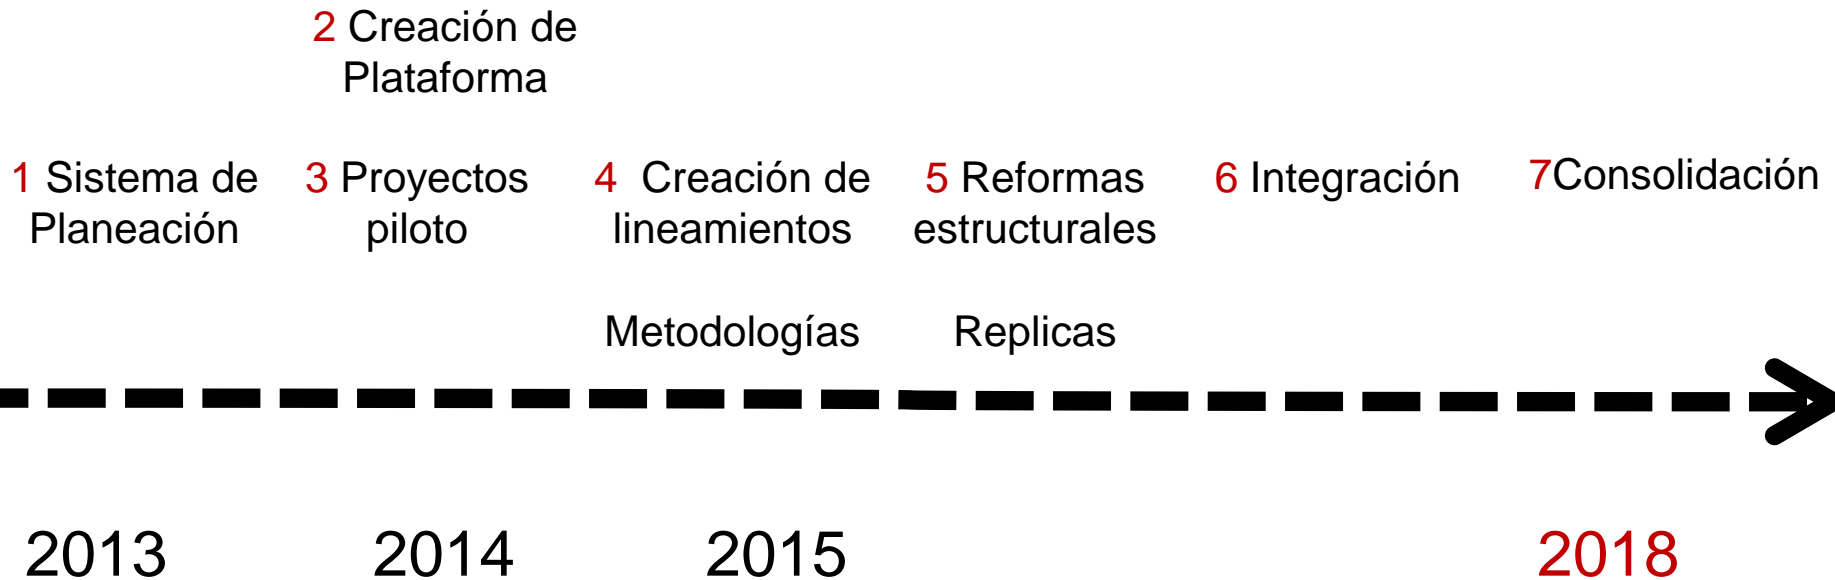 2 Creación de
Plataforma
1 Sistema de
Planeación
3 Proyectos
piloto
4 Creación de
lineamientos
Metodologías
5 Reformas
estructurales
Replicas
6 Integración
7Consolidación
2013
2014
2015
2018